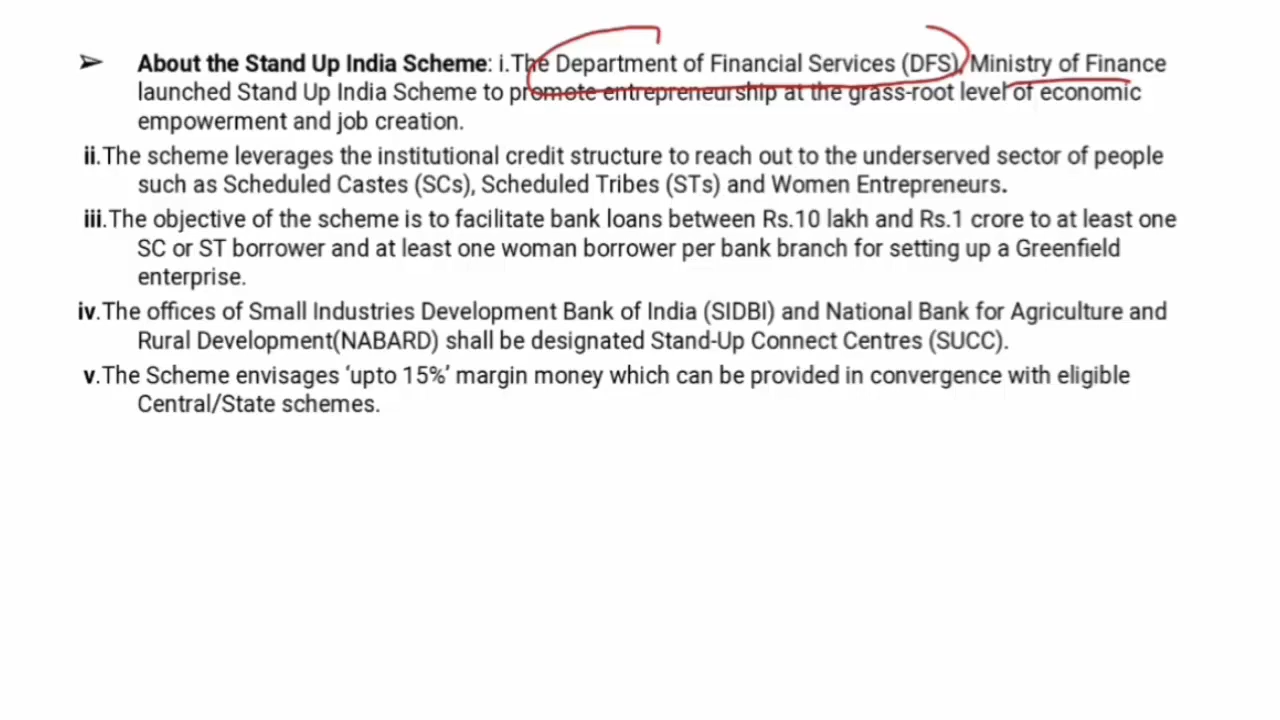 ➢ About the Stand Up India Scheme: i.The Department of Financial Services (DFS), Ministry of Finance
launched Stand Up India Scheme to promote entrepreneurship at the grass-root level of economic
empowerment and job creation.
ii.The scheme leverages the institutional credit structure to reach out to the underserved sector of people
such as Scheduled Castes (SCs), Scheduled Tribes (STs) and Women Entrepreneurs.
iii.The objective of the scheme is to facilitate bank loans between Rs.10 lakh and Rs.1 crore to at least one
SC or ST borrower and at least one woman borrower per bank branch for setting up a Greenfield
enterprise.
iv.The offices of Small Industries Development Bank of India (SIDBI) and National Bank for Agriculture and
Rural Development(NABARD) shall be designated Stand-Up Connect Centres (SUCC).
v.The Scheme envisages ‘upto 15%’ margin money which can be provided in convergence with eligible
Central/State schemes.